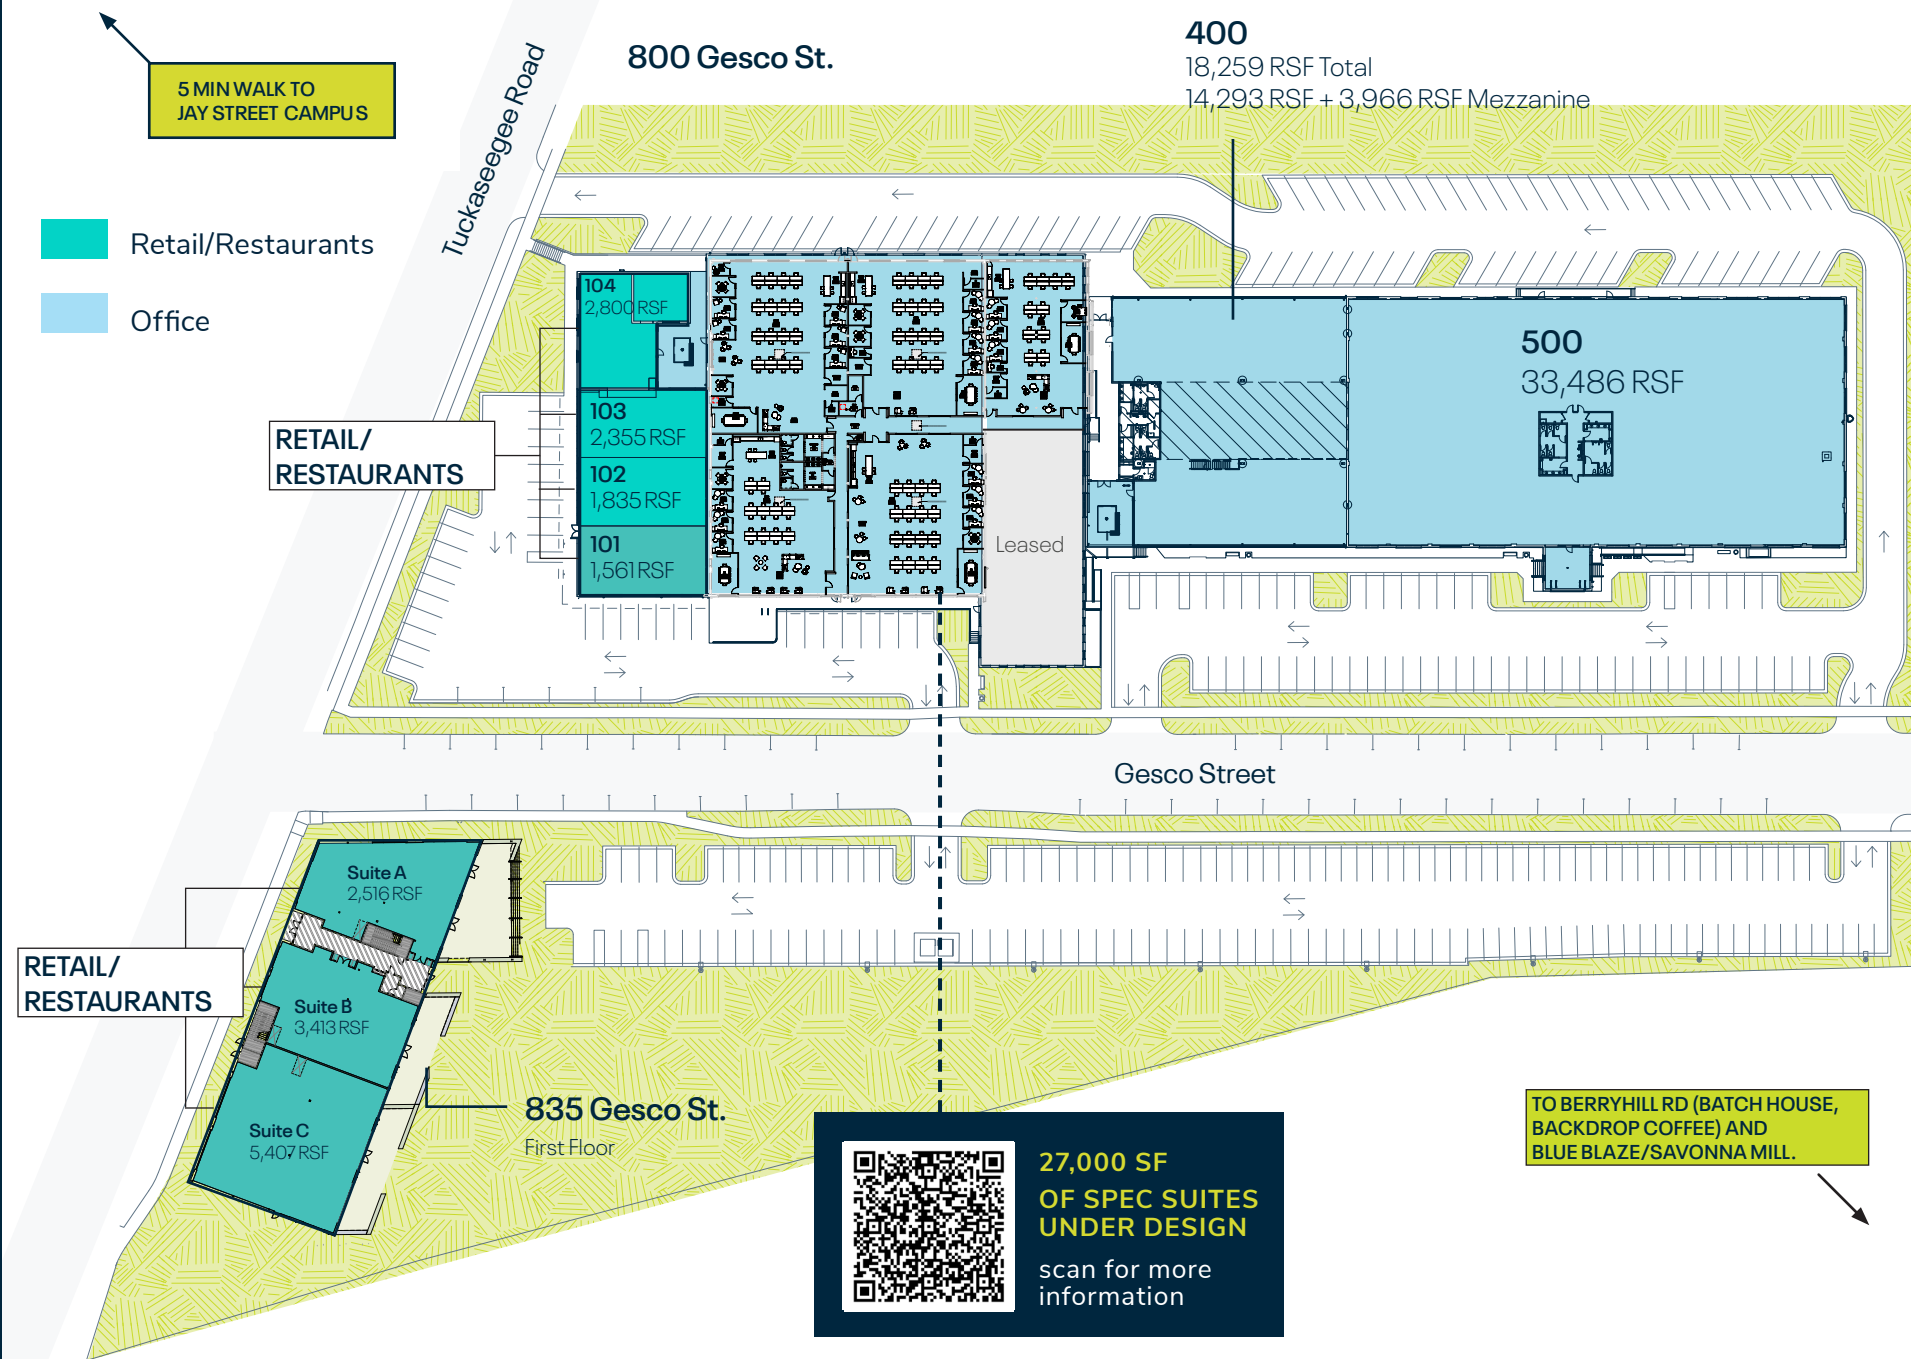 800 Gesco St.
400
18,259 RSF Total
14,293 RSF + 3,966 RSF Mezzanine
5 MIN WALK TO
JAY STREET CAMPUS
Tuckaseegee Road
Retail/Restaurants
Office
104
2,800 RSF
103
2,355 RSF
102
1,835 RSF
101
1,561 RSF
RETAIL/
RESTAURANTS
Leased
500
33,486 RSF
Gesco Street
Suite A
2,516 RSF
Suite B
3,413 RSF
Suite C
5,407 RSF
RETAIL/
RESTAURANTS
835 Gesco St.
First Floor
27,000 SF
OF SPEC SUITES
UNDER DESIGN
scan for more
information
TO BERRYHILL RD (BATCH HOUSE,
BACKDROP COFFEE) AND
BLUE BLAZE/SAVONNA MILL.